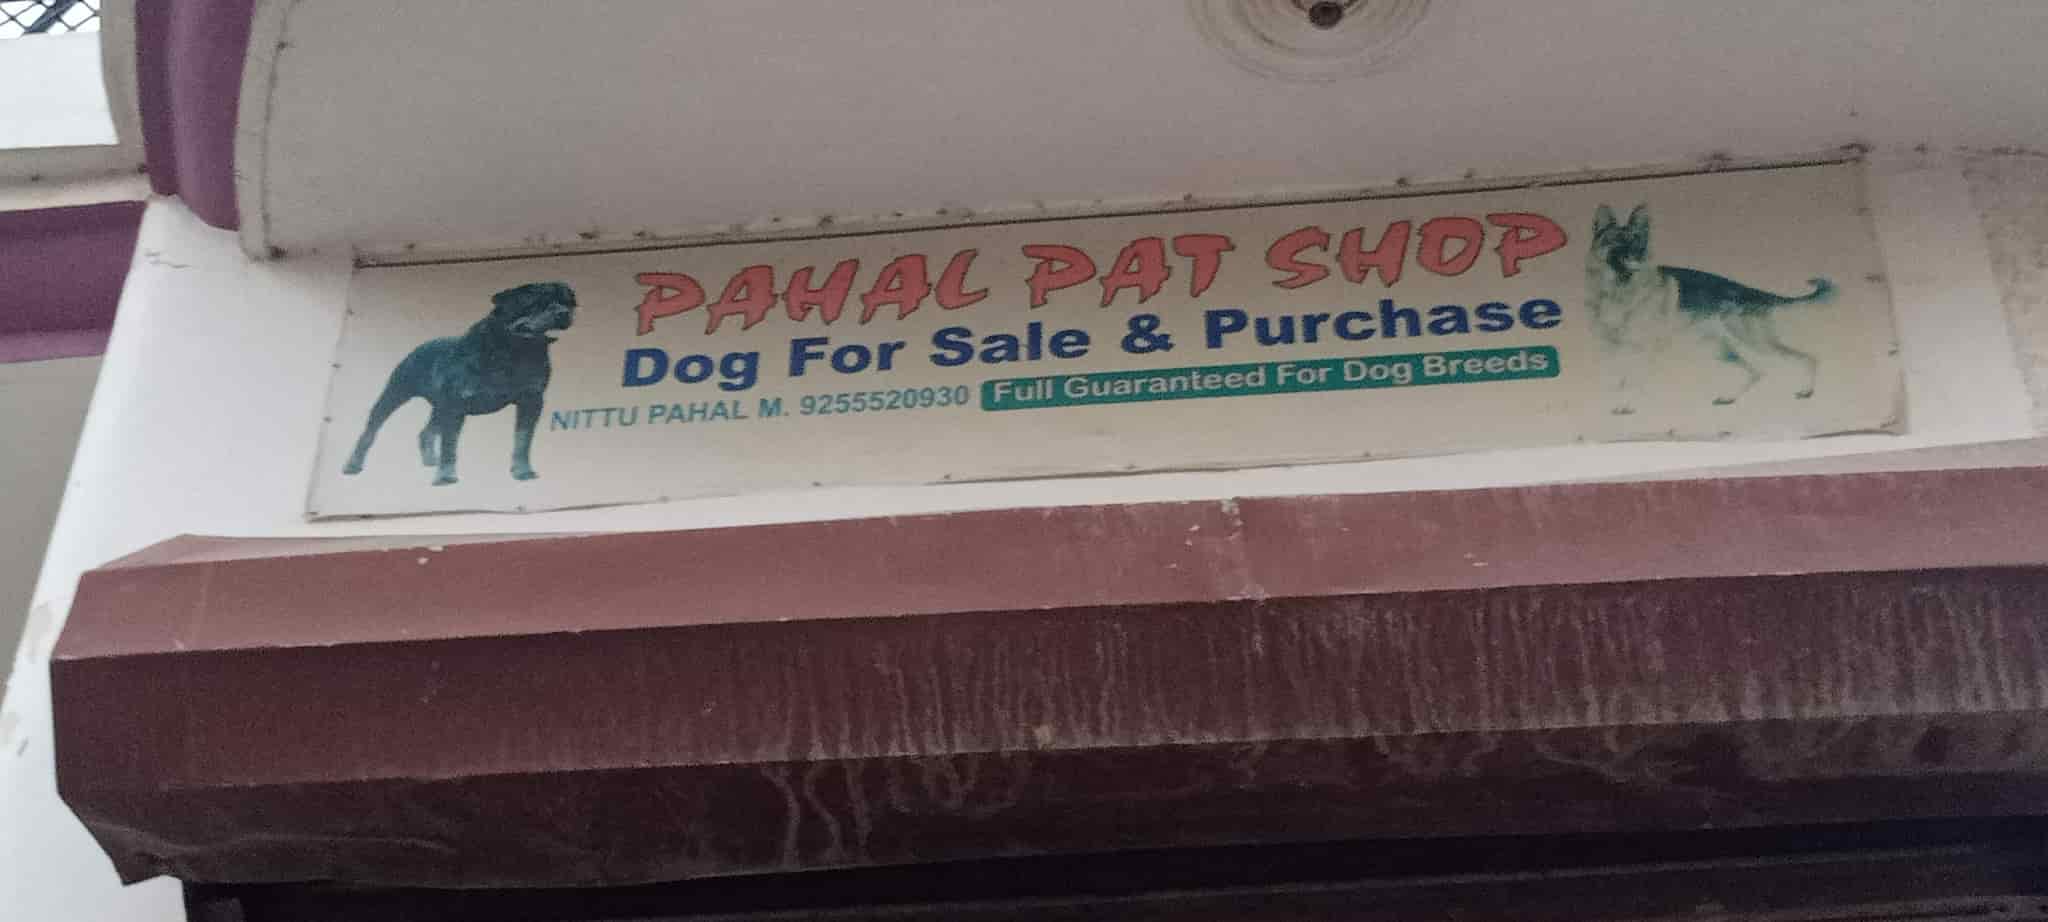 PAHAL PAT SHOP
Dog For Sale & Purchase
NITTU PAHAL M. 9255520930 Full Guaranteed For Dog Breeds